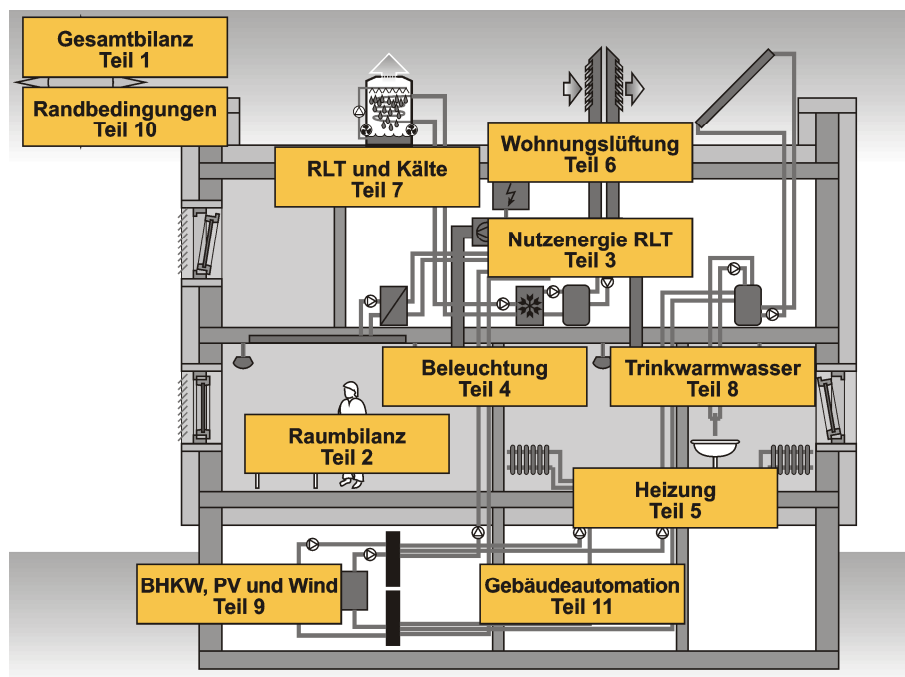 Gesamtbilanz
Teil 1
Randbedingungen
Teil 10
RLT und Kälte
Teil 7
Wohnungslüftung
Teil 6
Nutzenergie RLT
Teil 3
Beleuchtung
Teil 4
Trinkwarmwasser
Teil 8
Raumbilanz
Teil 2
Heizung
Teil 5
BHKW, PV und Wind
Teil 9
Gebäudeautomation
Teil 11